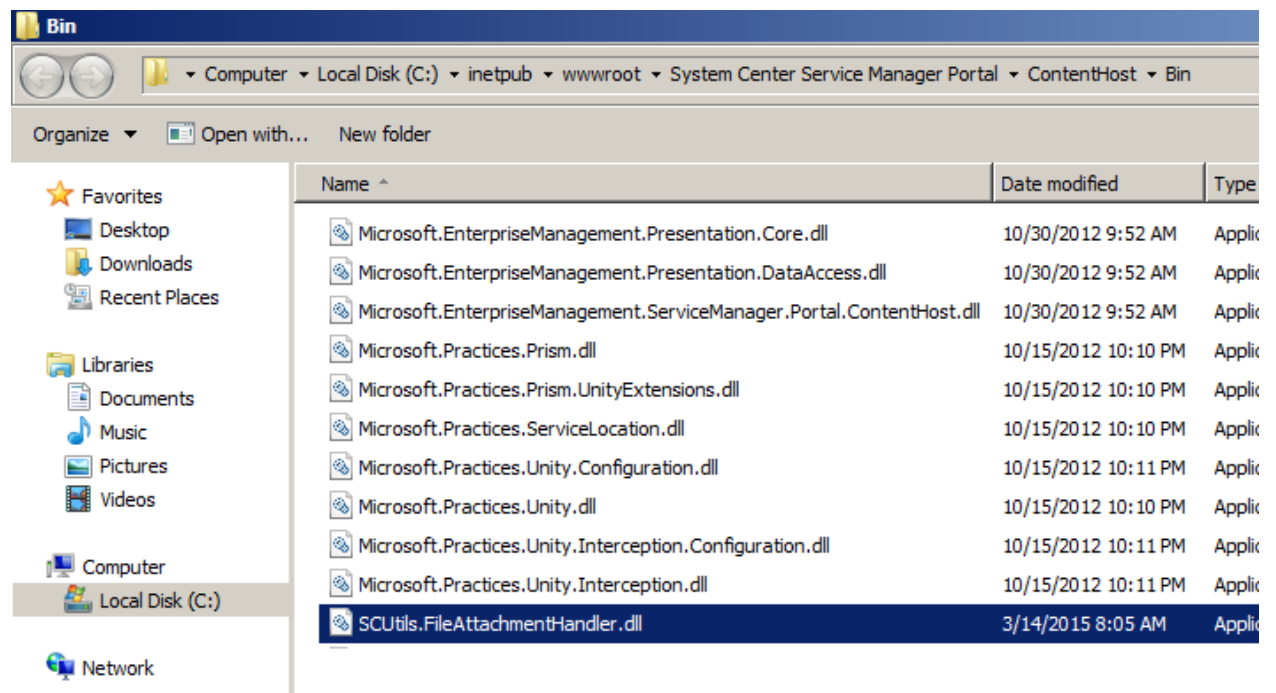 Bin
Computer Local Disk (C:) inetpub wwwroot System Center Service Manager Portal ContentHost Bin
Organize Open with... New folder
Favorites
Desktop
Downloads
Recent Places
Libraries
Documents
Music
Pictures
Videos
Computer
Local Disk (C:)
Network
Name Date modified Type
Microsoft.EnterpriseManagement.Presentation.Core.dll 10/30/2012 9:52 AM Applic
Microsoft.EnterpriseManagement.Presentation.DataAccess.dll 10/30/2012 9:52 AM Applic
Microsoft.EnterpriseManagement.ServiceManager.Portal.ContentHost.dll 10/30/2012 9:52 AM Applic
Microsoft.Practices.Prism.dll 10/15/2012 10:10 PM Applic
Microsoft.Practices.Prism.UnityExtensions.dll 10/15/2012 10:10 PM Applic
Microsoft.Practices.ServiceLocation.dll 10/15/2012 10:10 PM Applic
Microsoft.Practices.Unity.Configuration.dll 10/15/2012 10:11 PM Applic
Microsoft.Practices.Unity.dll 10/15/2012 10:10 PM Applic
Microsoft.Practices.Unity.Interception.Configuration.dll 10/15/2012 10:11 PM Applic
Microsoft.Practices.Unity.Interception.dll 10/15/2012 10:11 PM Applic
SCUtils.FileAttachmentHandler.dll 3/14/2015 8:05 AM Applic